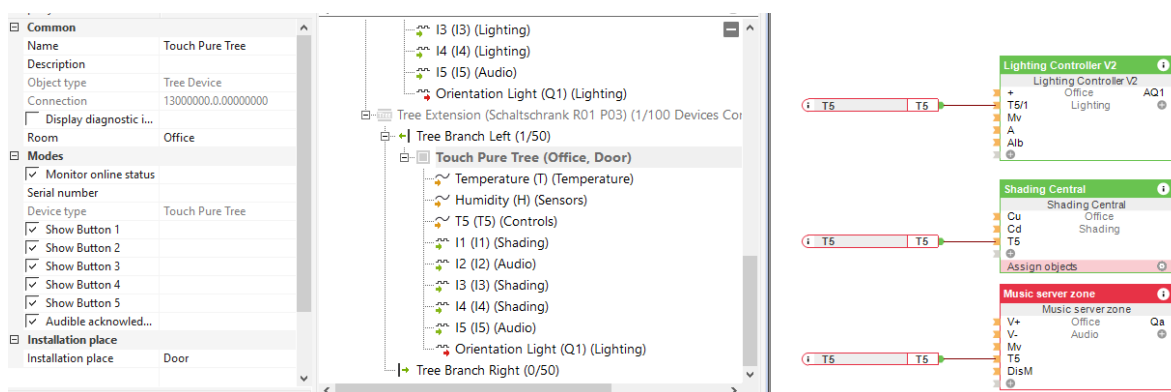 Common
Name Touch Pure Tree
Description
Object type Tree Device
Connection 13000000.0.00000000
Display diagnostic i...
Room Office
Modes
Monitor online status
Serial number
Device type Touch Pure Tree
Show Button 1
Show Button 2
Show Button 3
Show Button 4
Show Button 5
Audible acknowled...
Installation place
Installation place Door
I3 (I3) (Lighting)
I4 (I4) (Lighting)
I5 (I5) (Audio)
Orientation Light (Q1) (Lighting)
Tree Extension (Schaltschrank R01 P03) (1/100 Devices Cor
Tree Branch Left (1/50)
Touch Pure Tree (Office, Door)
Temperature (T) (Temperature)
Humidity (H) (Sensors)
T5 (T5) (Controls)
I1 (I1) (Shading)
I2 (I2) (Audio)
I3 (I3) (Shading)
I4 (I4) (Shading)
I5 (I5) (Audio)
Orientation Light (Q1) (Lighting)
Tree Branch Right (0/50)
T5 T5
Lighting Controller V2
Lighting Controller V2
+ Office AQ1
T5/1 Lighting
Mv
A
Alb
T5 T5
Shading Central
Shading Central
Cu Office
Cd Shading
T5
Assign objects
T5 T5
Music server zone
Music server zone
V+ Office Qa
V- Audio
Mv
T5
DisM